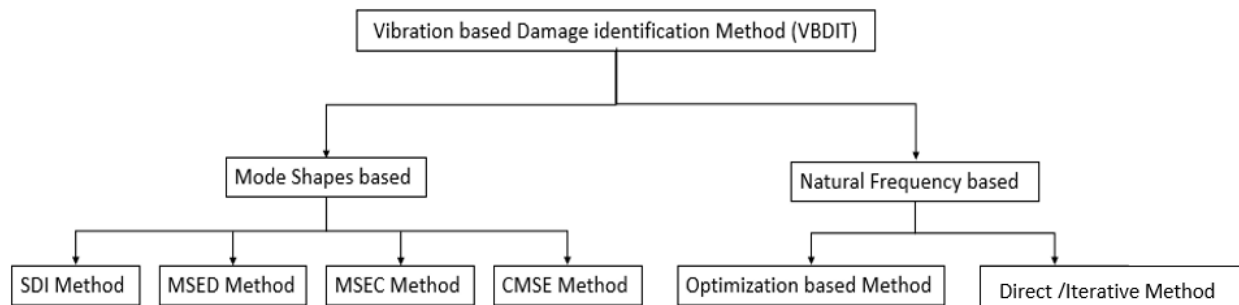 Vibration based Damage identification Method (VBDIT)
Mode Shapes based
Natural Frequency based
SDI Method
MSED Method
MSEC Method
CMSE Method
Optimization based Method
Direct /Iterative Method